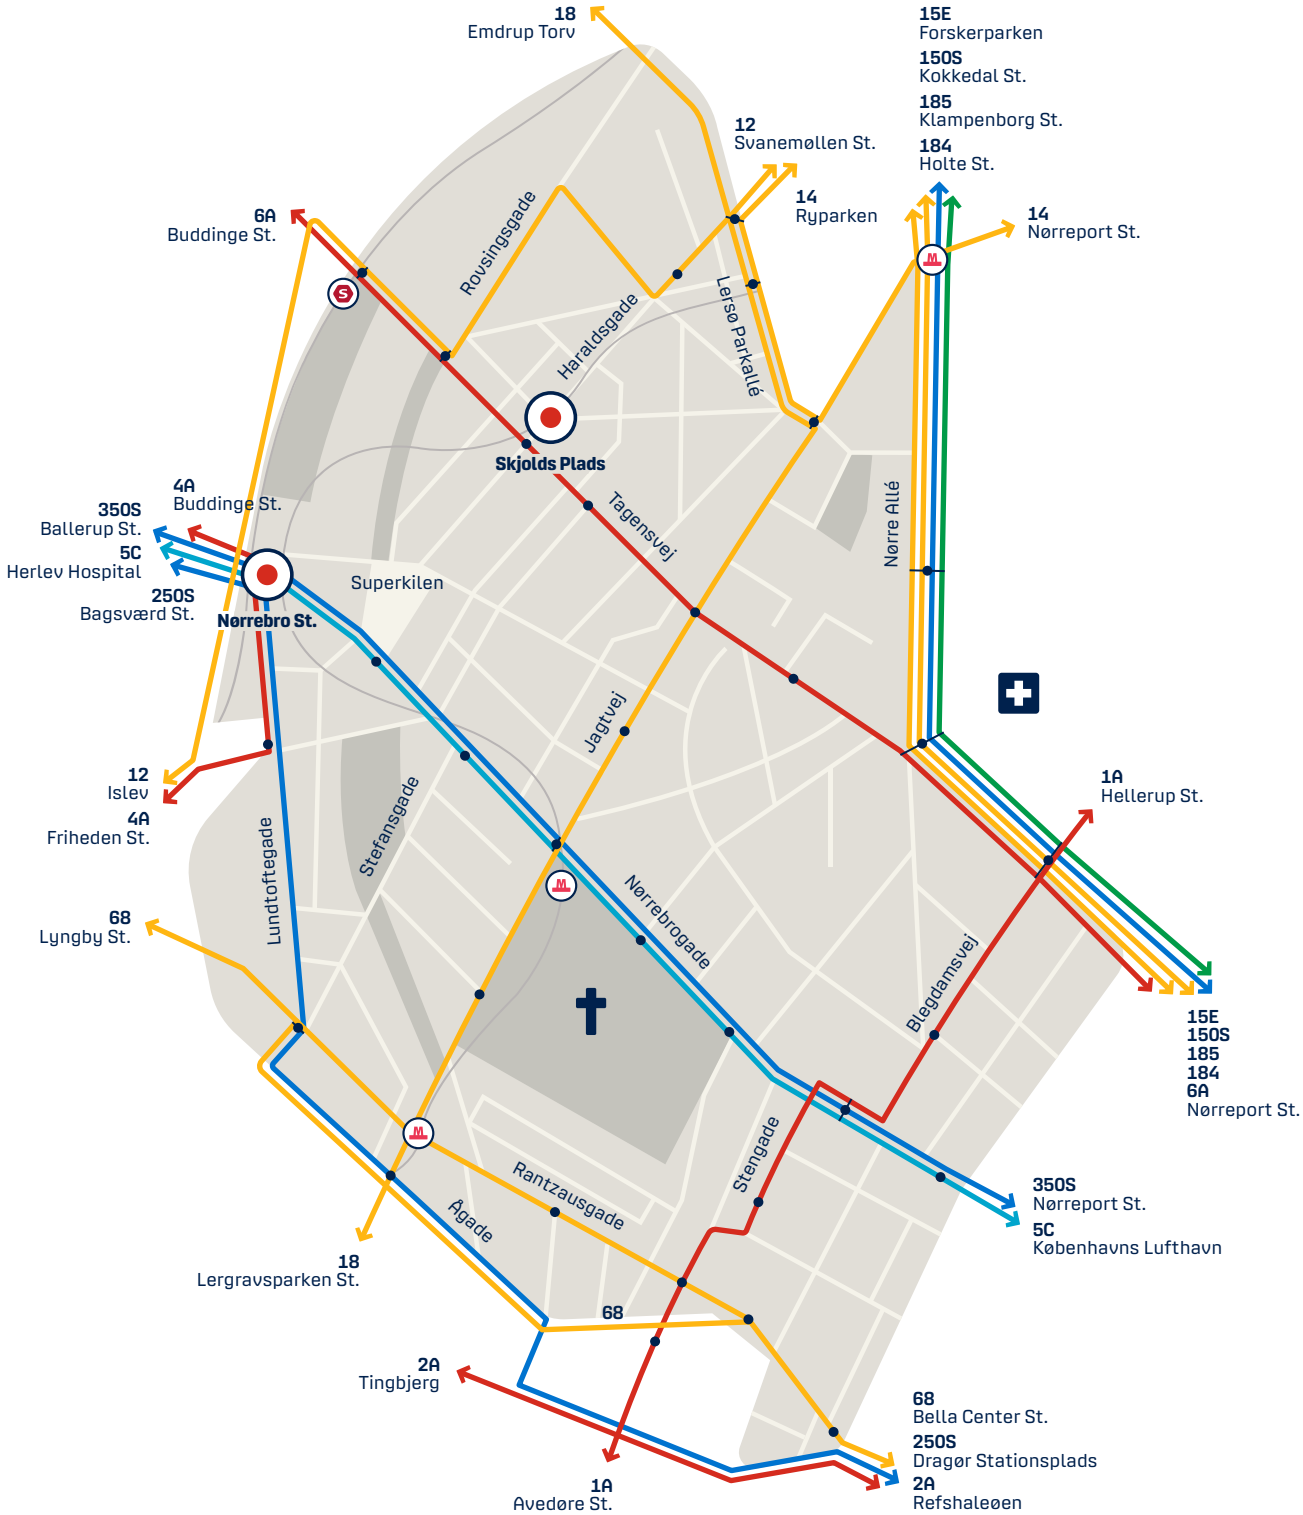 18
Emdrup Torv
15E
Forskerparken
150S
Kokkedal St.
185
Klampenborg St.
184
Holte St.
12
Svanemøllen St.
14
Ryparken
6A
Buddinge St.
14
Nørreport St.
Rovsingsgade
Haraldsgade
Lersø Parkallé
S
M
Skjolds Plads
Tagensvej
Nørre Allé
4A
Buddinge St.
350S
Ballerup St.
5C
Herlev Hospital
250S
Bagsværd St.
Nørrebro St.
Superkilen
Jagtvej
12
Islev
4A
Friheden St.
1A
Hellerup St.
Stefansgade
Lundtoftegade
M
Nørrebrogade
Blegdamsvej
68
Lyngby St.
15E
150S
185
184
6A
Nørreport St.
M
Stengade
Rantzausgade
Ågade
350S
Nørreport St.
5C
Københavns Lufthavn
18
Lergravsparken St.
68
2A
Tingbjerg
68
Bella Center St.
250S
Dragør Stationsplads
2A
Refshaleøen
1A
Avedøre St.